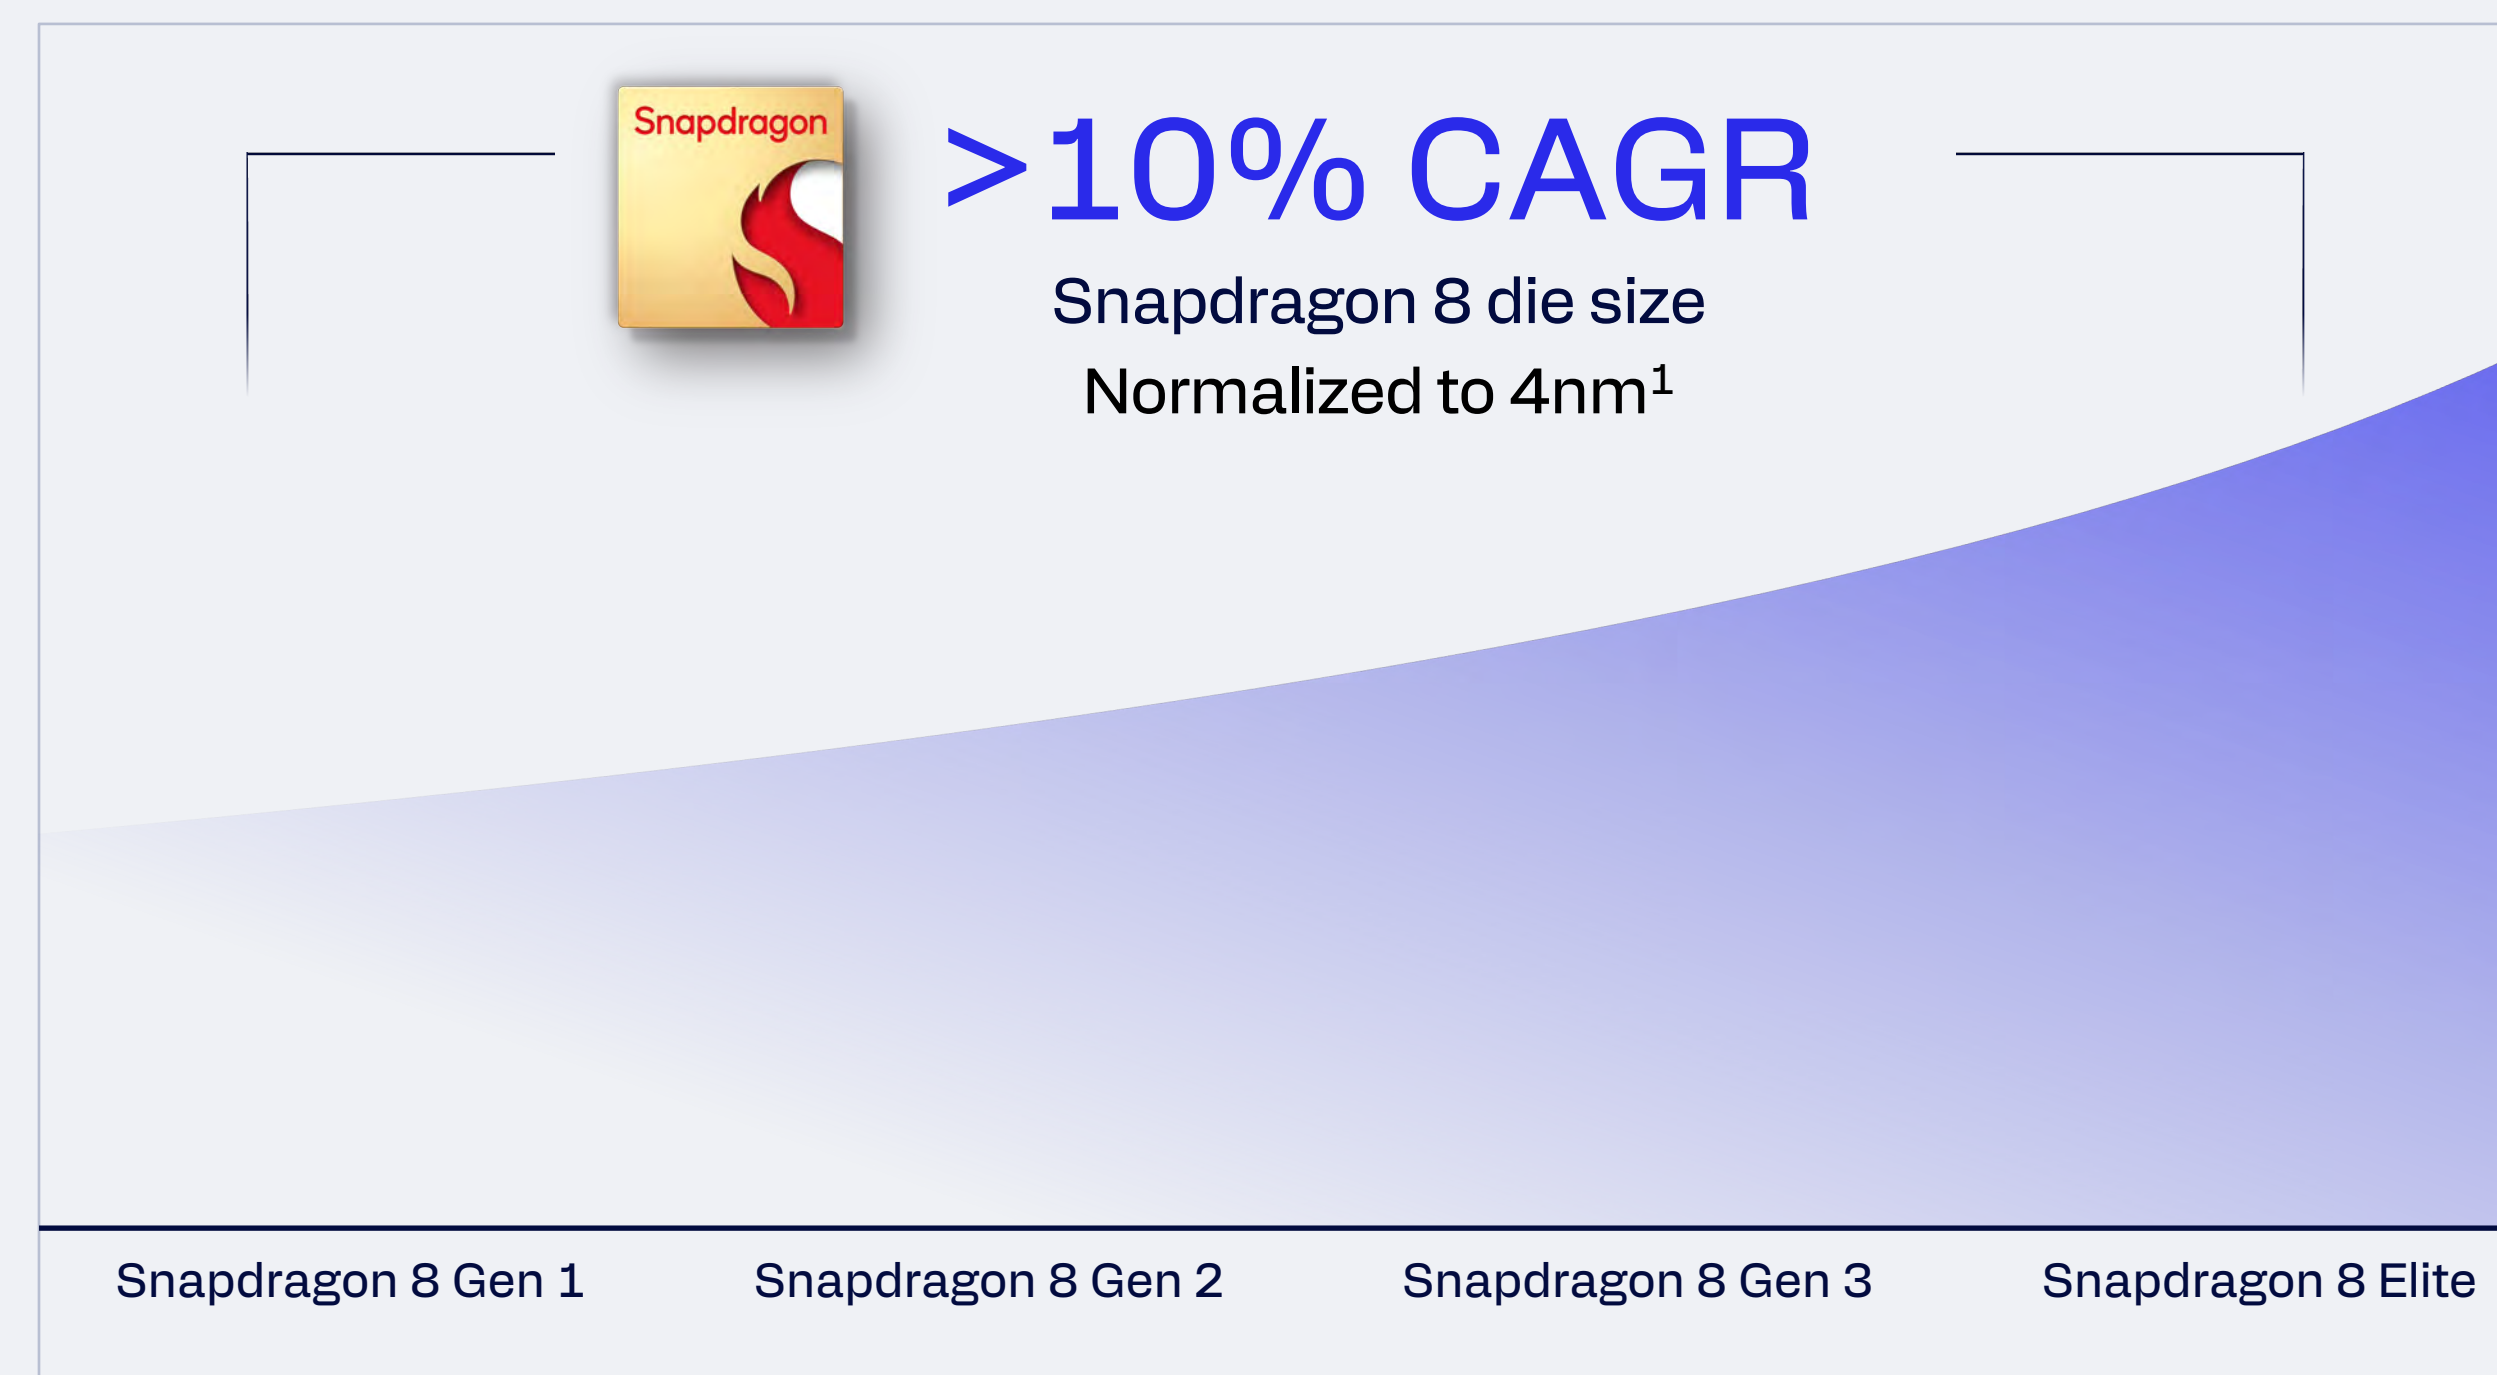 Snapdragon
>10% CAGR
Snapdragon 8 die size
Normalized to 4nm¹
Snapdragon 8 Gen 1
Snapdragon 8 Gen 2
Snapdragon 8 Gen 3
Snapdragon 8 Elite